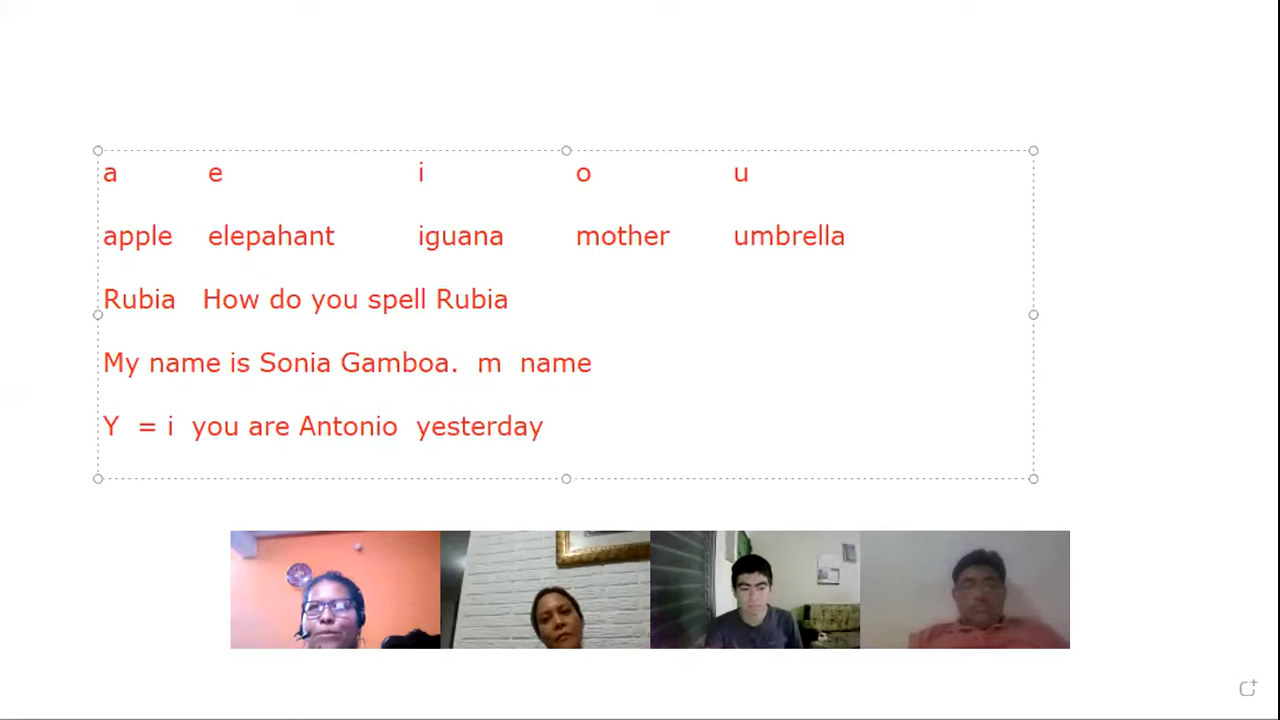 a e i o u
apple elepahant iguana mother umbrella
Rubia How do you spell Rubia
My name is Sonia Gamboa. m name
Y = i you are Antonio yesterday